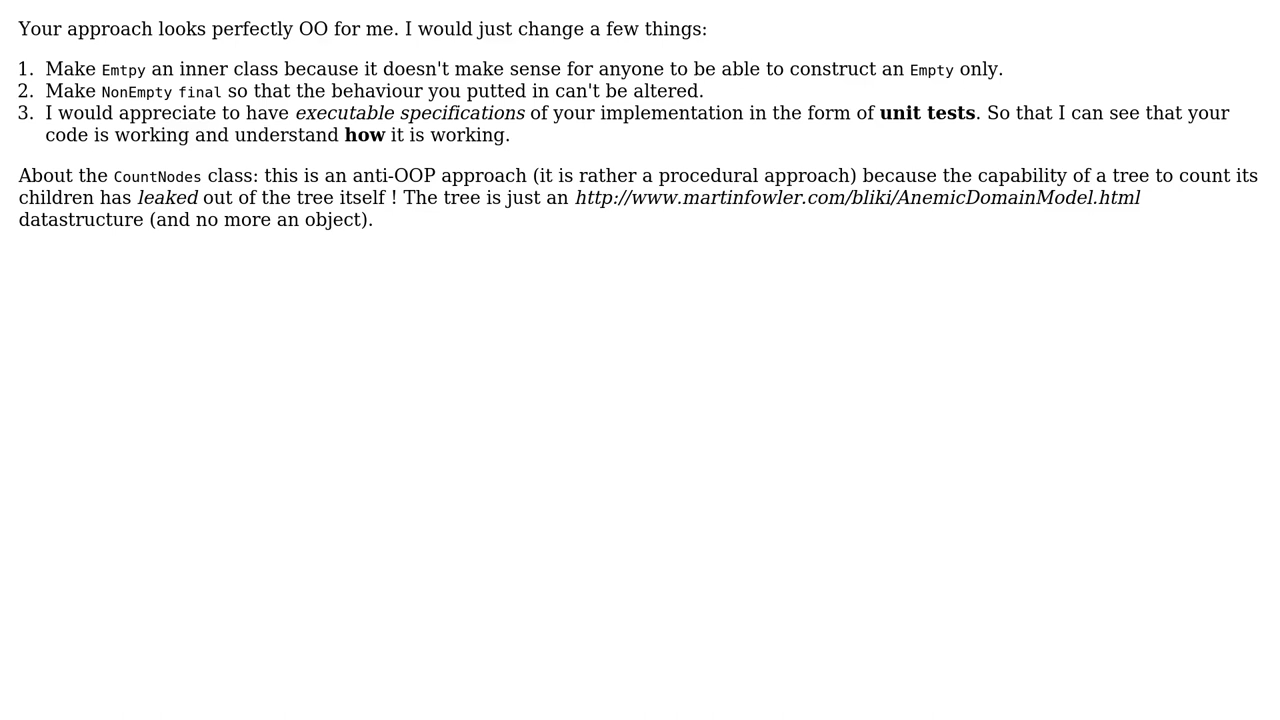 Your approach looks perfectly OO for me. I would just change a few things:
1. Make Emtpy an inner class because it doesn't make sense for anyone to be able to construct an Empty only.
2. Make NonEmpty final so that the behaviour you putted in can't be altered.
3. I would appreciate to have executable specifications of your implementation in the form of unit tests. So that I can see that your
code is working and understand how it is working.
About the CountNodes class: this is an anti-OOP approach (it is rather a procedural approach) because the capability of a tree to count its
children has leaked out of the tree itself ! The tree is just an http://www.martinfowler.com/bliki/AnemicDomainModel.html
datastructure (and no more an object).